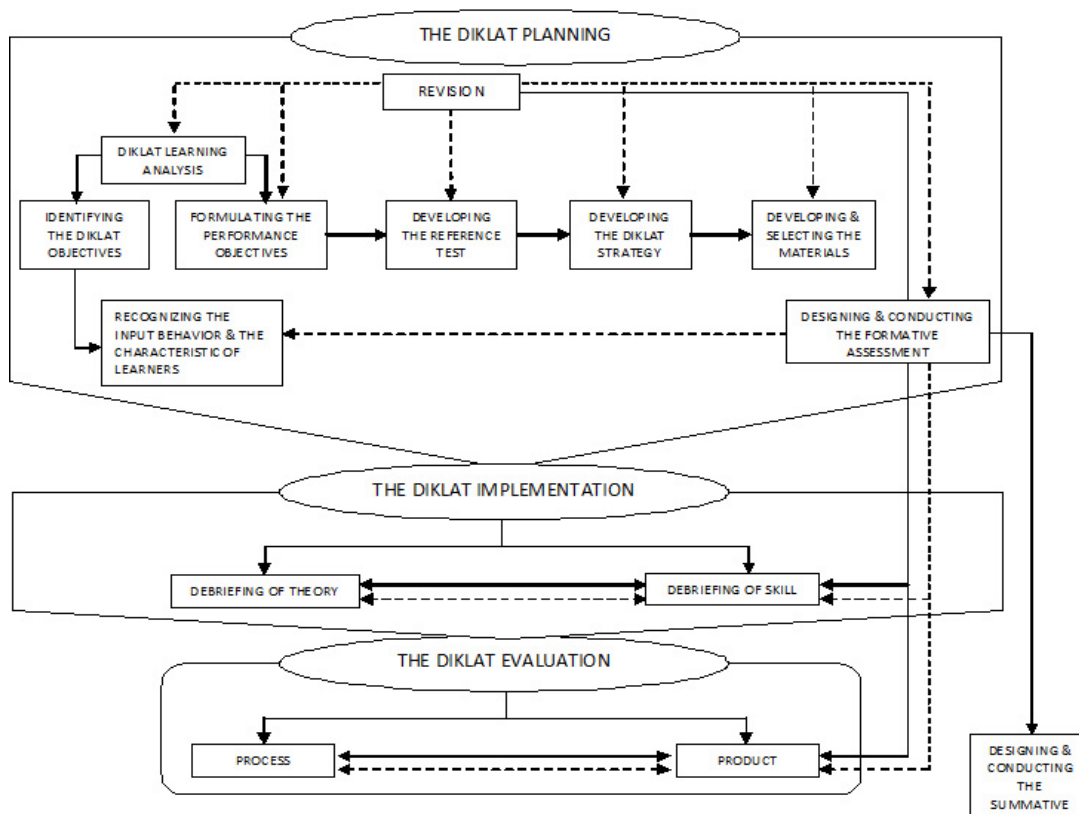 THE DIKLAT PLANNING
REVISION
DIKLAT LEARNING
ANALYSIS
IDENTIFYING
THE DIKLAT
OBJECTIVES
FORMULATING THE
PERFORMANCE
OBJECTIVES
DEVELOPING
THE REFERENCE
TEST
DEVELOPING
THE DIKLAT
STRATEGY
DEVELOPING &
SELECTING THE
MATERIALS
RECOGNIZING THE
INPUT BEHAVIOR & THE
CHARACTERISTIC OF
LEARNERS
DESIGNING & CONDUCTING
THE FORMATIVE
ASSESSMENT
THE DIKLAT IMPLEMENTATION
DEBRIEFING OF THEORY
DEBRIEFING OF SKILL
THE DIKLAT EVALUATION
PROCESS
PRODUCT
DESIGNING &
CONDUCTING
THE
SUMMATIVE